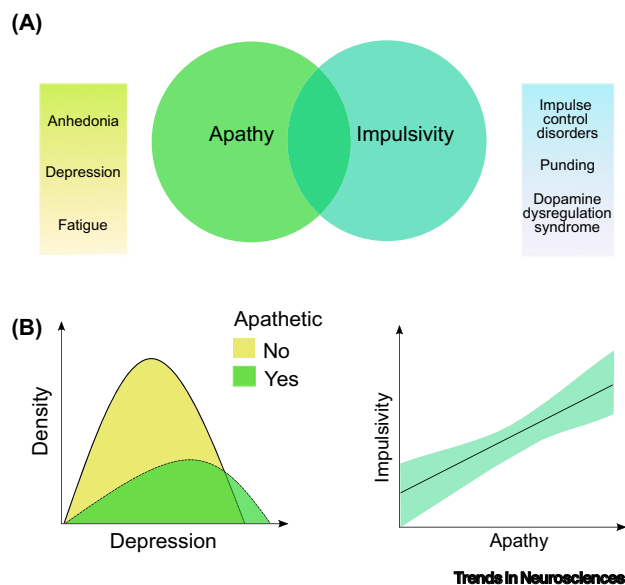 (A)
Anhedonia
Depression
Fatigue
Apathy
Impulsivity
Impulse
control
disorders
Punding
Dopamine
dysregulation
syndrome
(B)
Apathetic
No
Yes
Density
Depression
Impulsivity
Apathy
Trends in Neurosciences